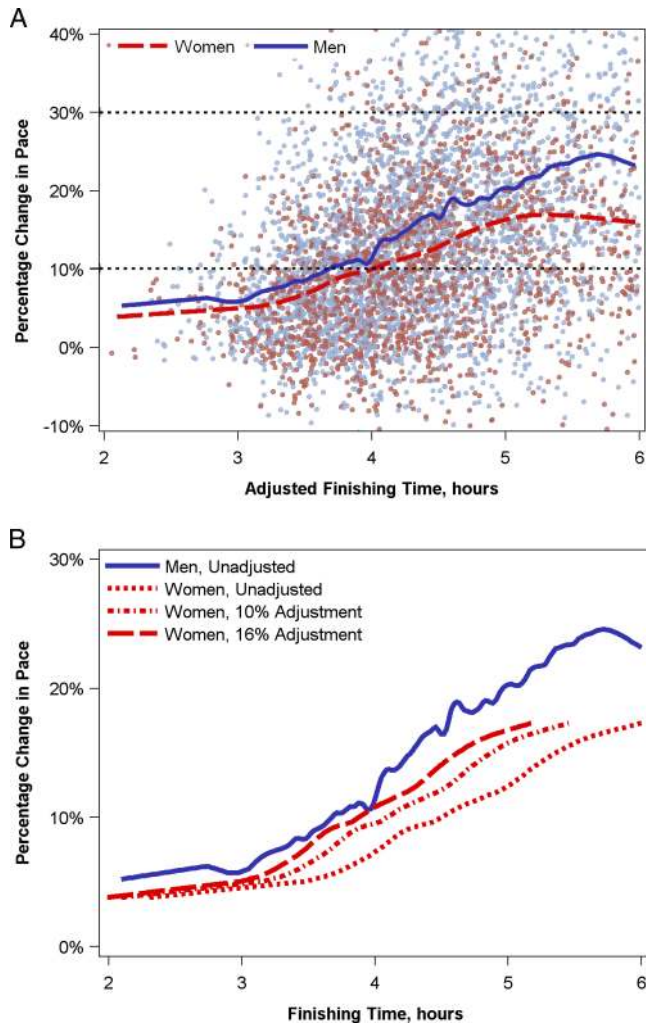 A
40%
Women
Men
30%
20%
10%
0%
-10%
Percentage Change in Pace
2
3
4
5
6
Adjusted Finishing Time, hours
B
30%
Men, Unadjusted
Women, Unadjusted
Women, 10% Adjustment
Women, 16% Adjustment
20%
10%
0%
Percentage Change in Pace
2
3
4
5
6
Finishing Time, hours